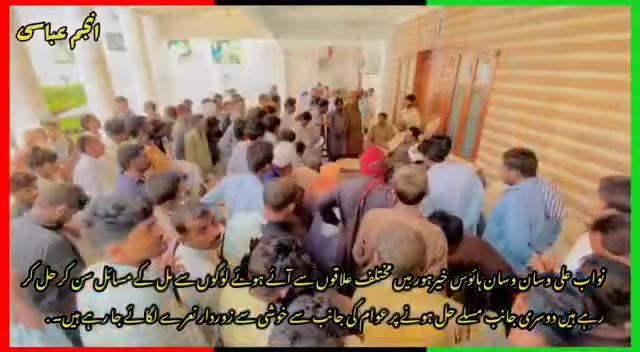 انجم عباسی
نواب علی وسان وسان ہائوس خیرپور میں مختلف علاقوں سے آئے ہوئے لوگوں سے مل کے مسائل سن کر حل کر
رہے ہیں دوسری جانب مسلے حل ہونے پر عوام کی جانب سے خوشی سے زوردار نعرے لگائے جا رہے ہیں۔.